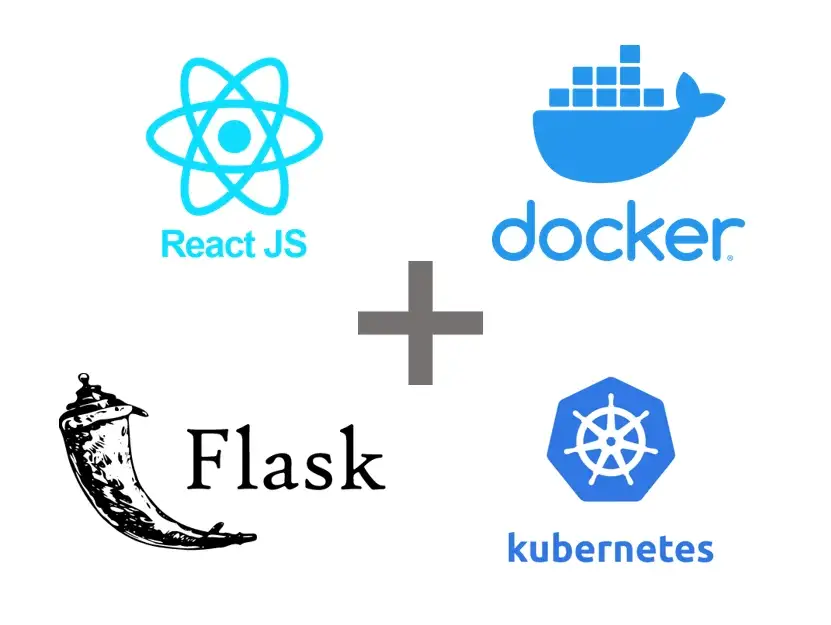 React JS
docker
Flask
kubernetes